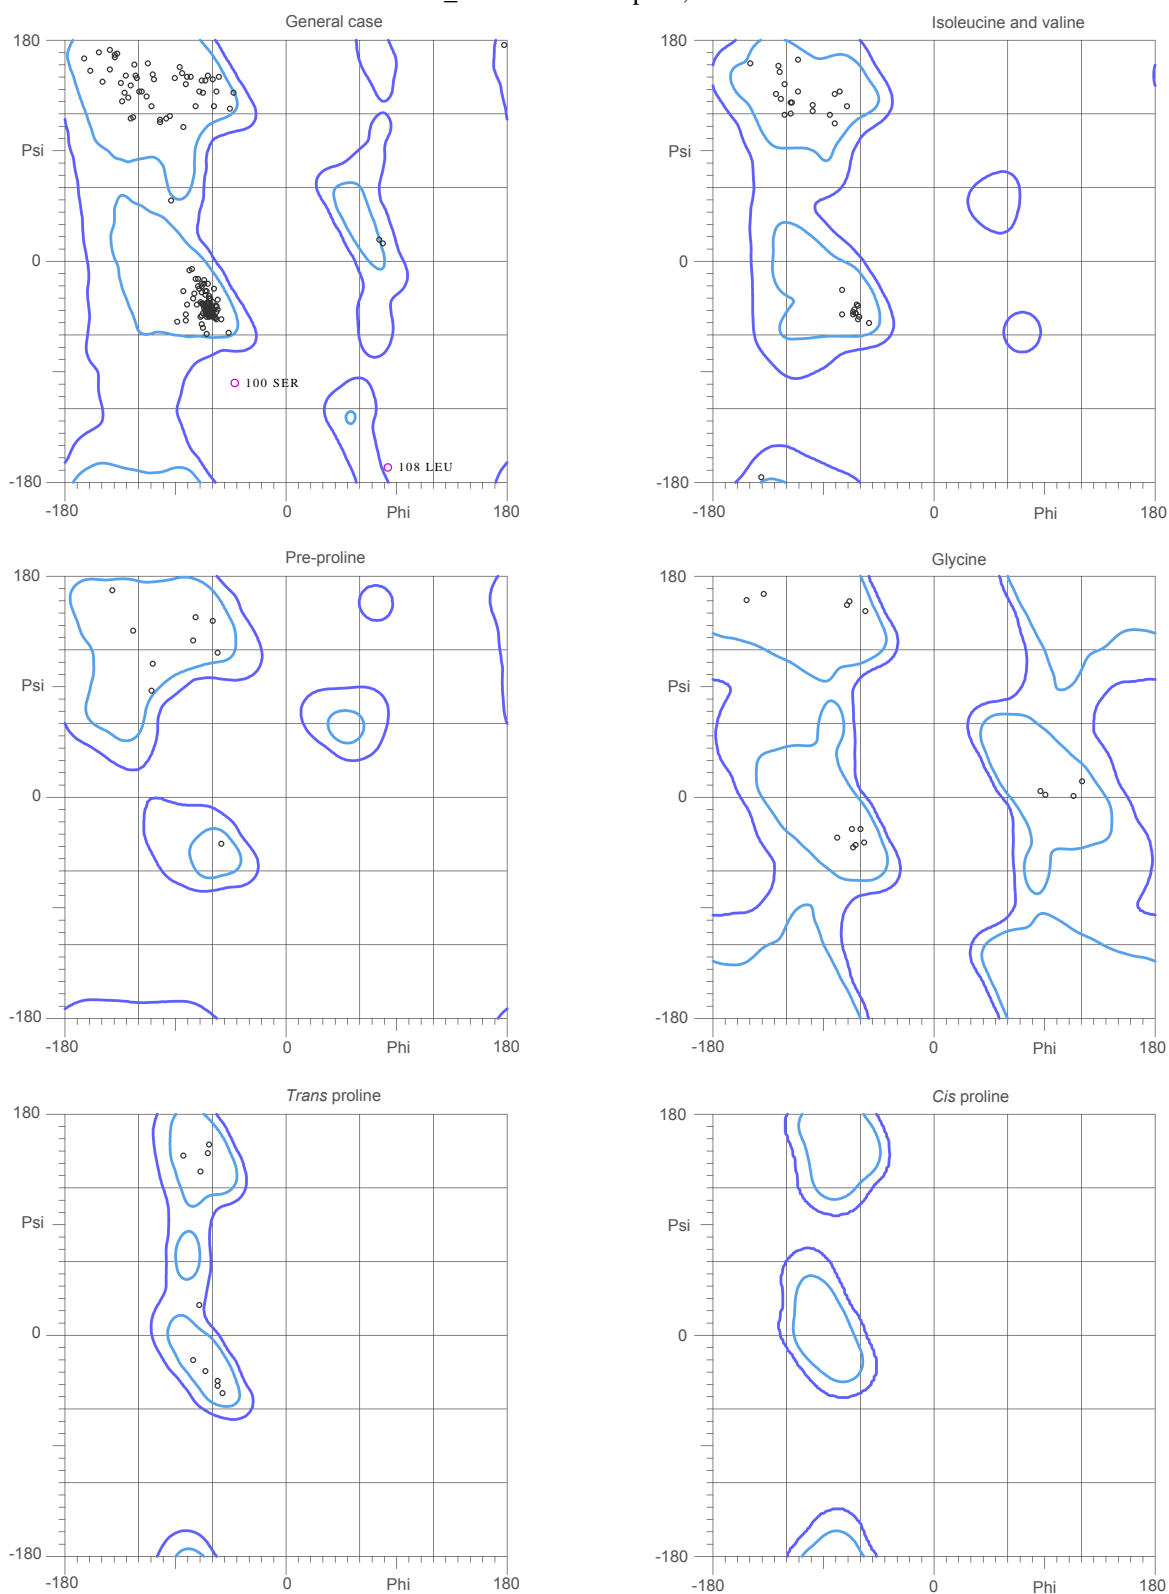 General case
180
Psi
0
-180
-180
0
Phi
180
100 SER
108 LEU
Isoleucine and valine
180
Psi
0
-180
-180
0
Phi
180
Pre-proline
180
Psi
0
-180
-180
0
Phi
180
Glycine
180
Psi
0
-180
-180
0
Phi
180
Trans proline
180
Psi
0
-180
-180
0
Phi
180
Cis proline
180
Psi
0
-180
-180
0
Phi
180